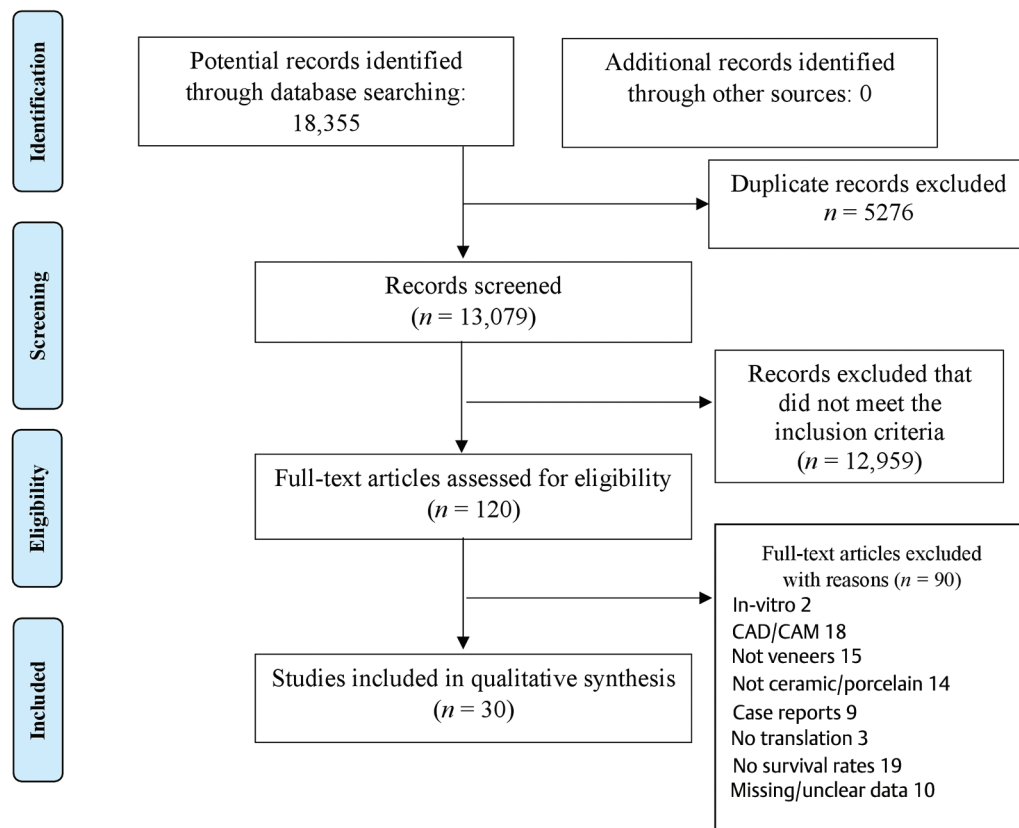 Identification
Potential records identified
through database searching:
18,355
Additional records identified
through other sources: 0
Duplicate records excluded
n = 5276
Screening
Records screened
(n = 13,079)
Records excluded that
did not meet the
inclusion criteria
(n = 12,959)
Eligibility
Full-text articles assessed for eligibility
(n = 120)
Full-text articles excluded
with reasons (n = 90)
In-vitro 2
CAD/CAM 18
Not veneers 15
Not ceramic/porcelain 14
Case reports 9
No translation 3
No survival rates 19
Missing/unclear data 10
Included
Studies included in qualitative synthesis
(n = 30)